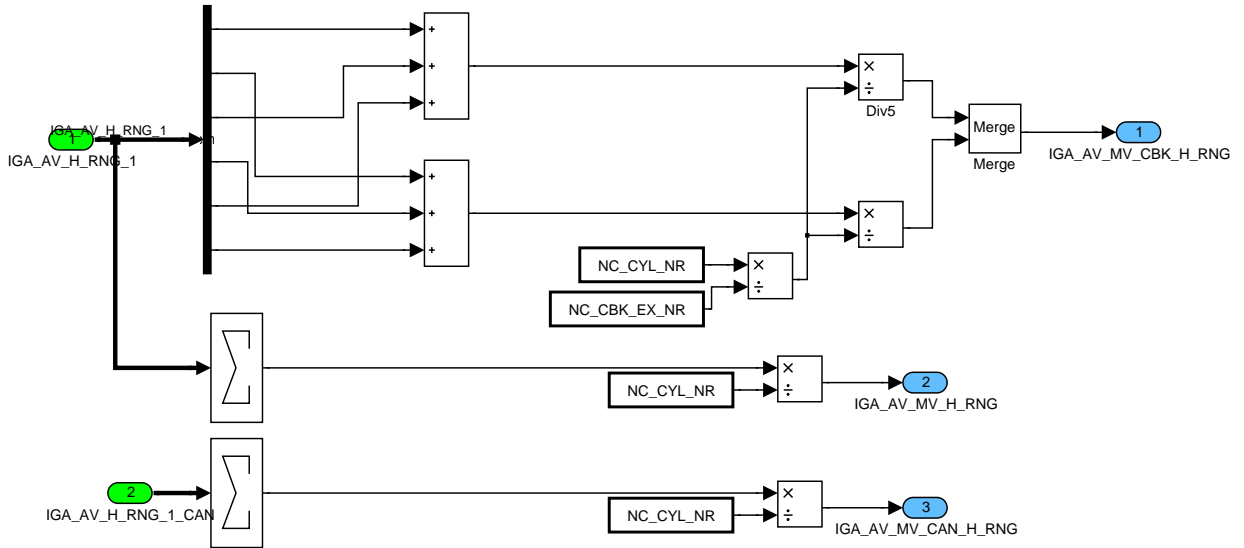 +
+
+
×
÷
Div5
IGA_AV_H_RNG_1
1
IGA_AV_H_RNG_1
Merge
Merge
1
IGA_AV_MV_CBK_H_RNG
+
+
+
×
÷
NC_CYL_NR
NC_CBK_EX_NR
×
÷
NC_CYL_NR
×
÷
2
IGA_AV_MV_H_RNG
2
IGA_AV_H_RNG_1_CAN
NC_CYL_NR
×
÷
3
IGA_AV_MV_CAN_H_RNG